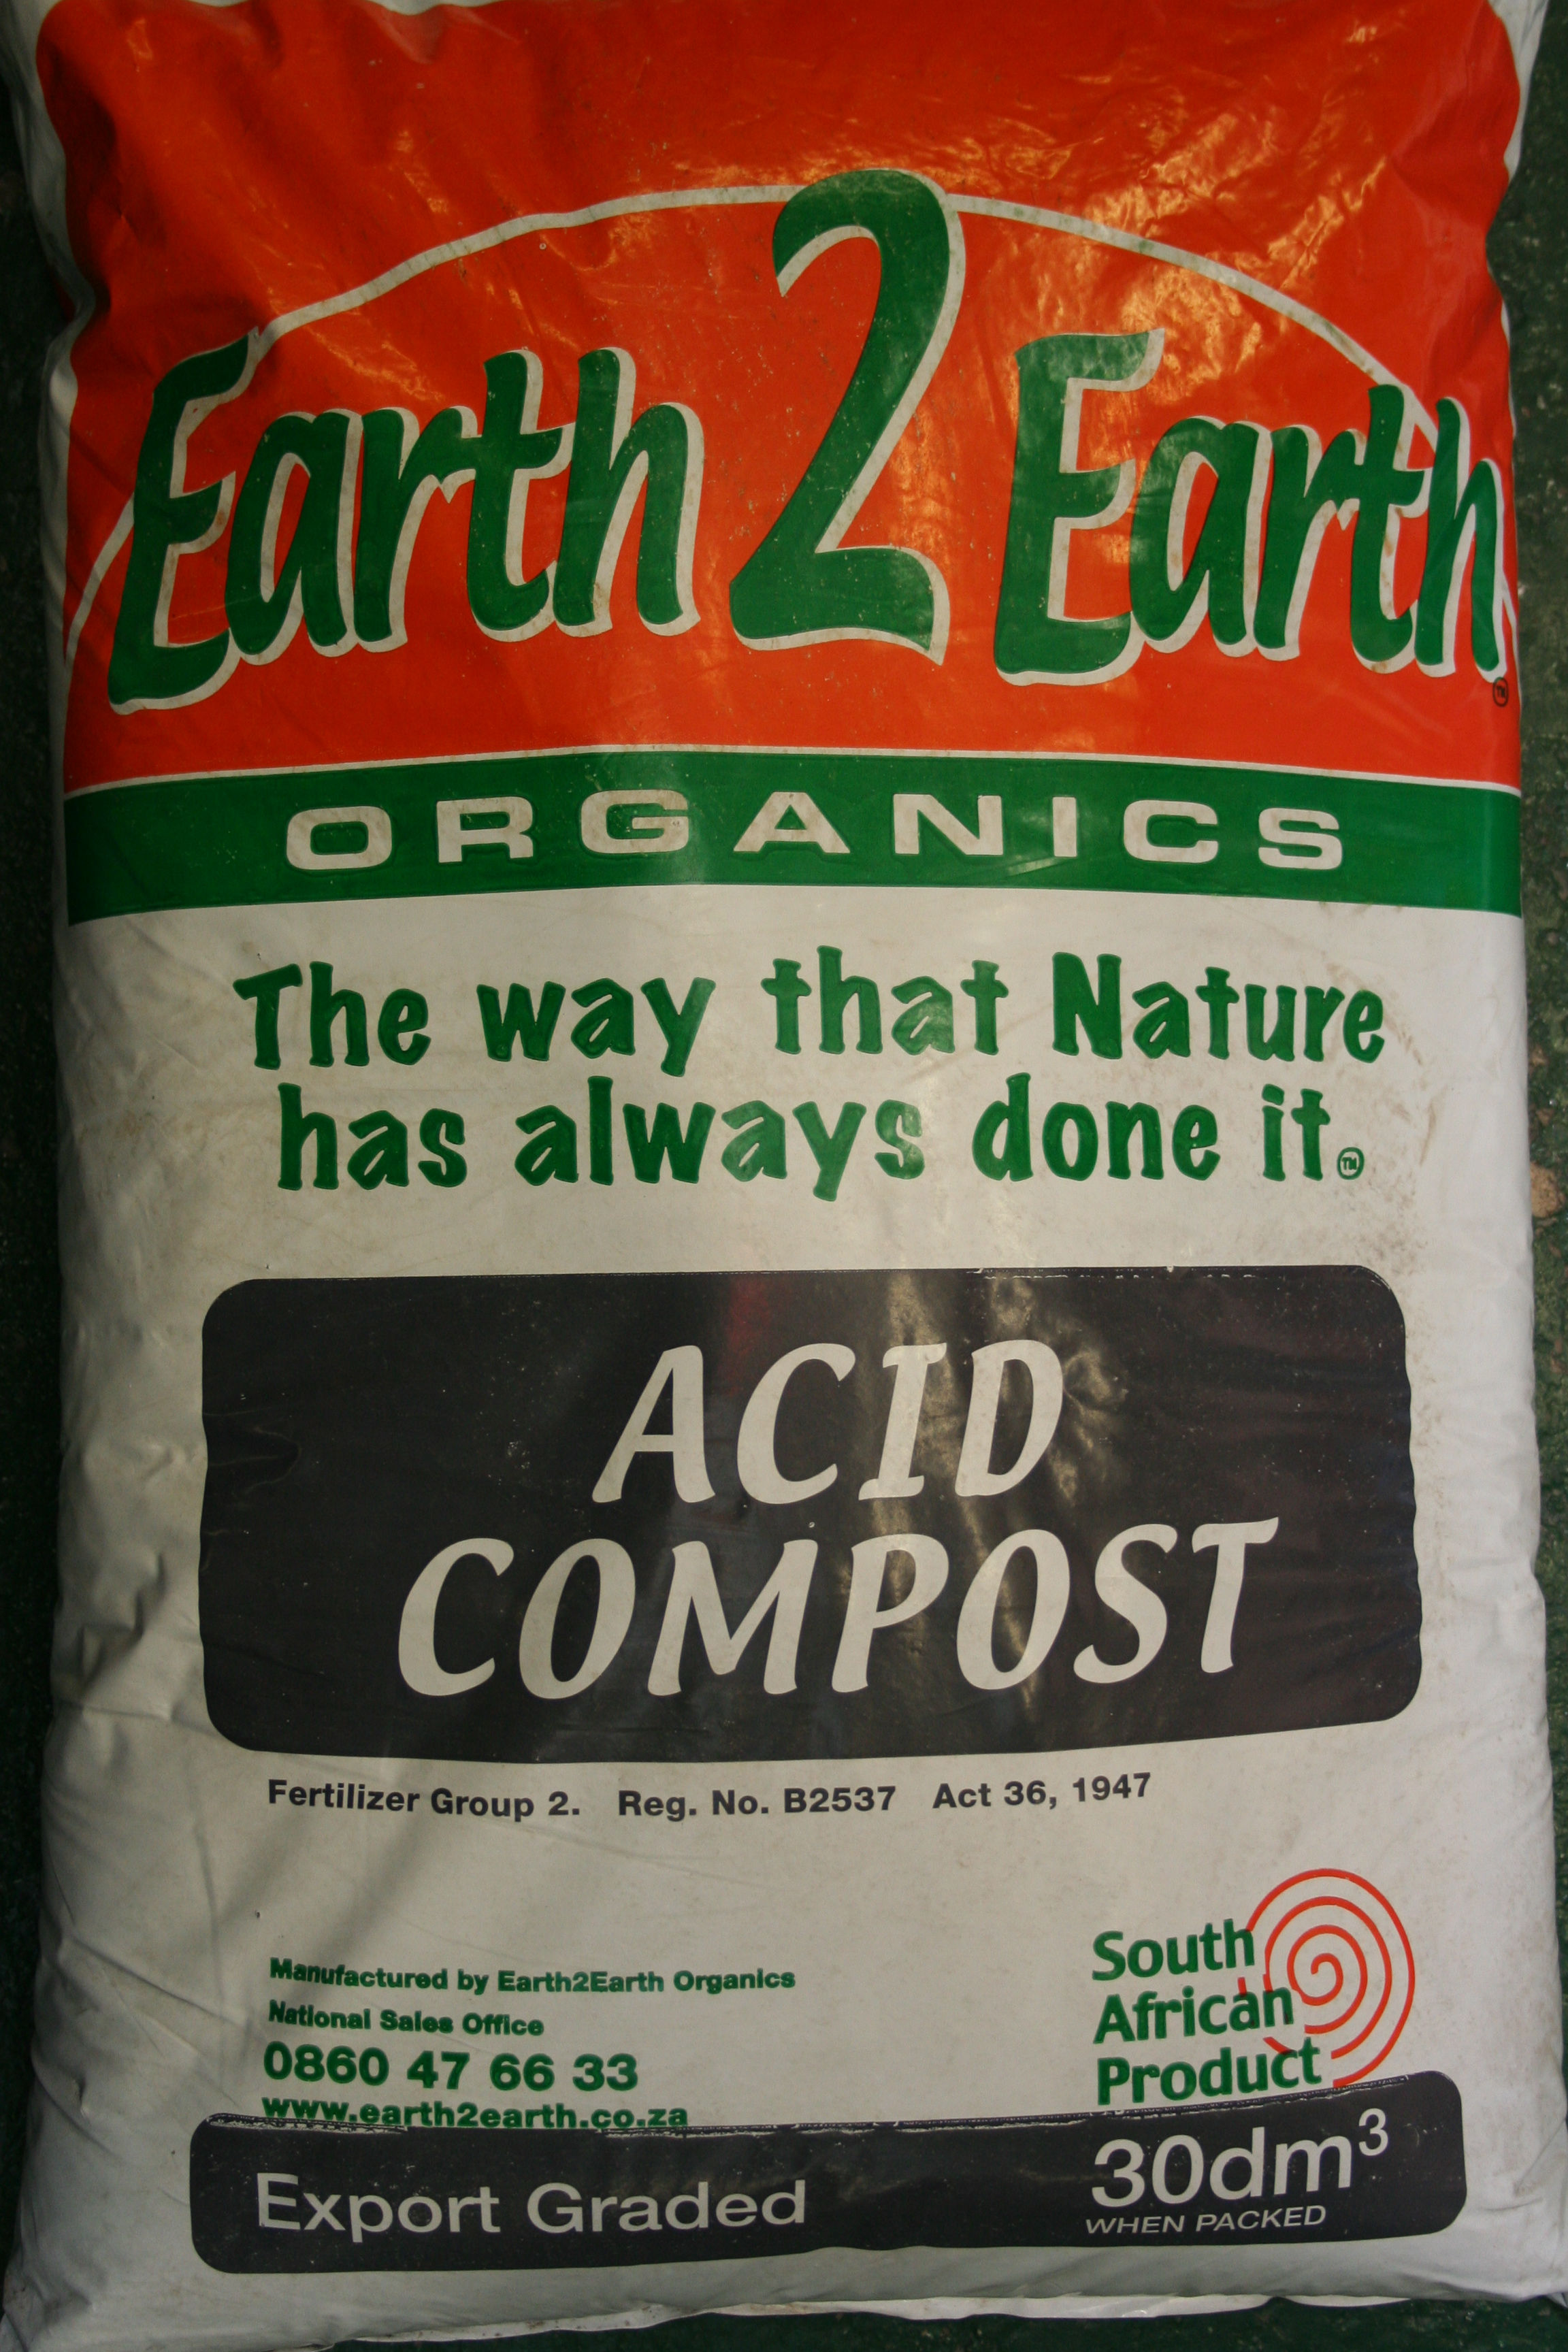 Earth 2 Earth
TM
ORGANICS
The way that Nature
has always done it.
TM
ACID
COMPOST
Fertilizer Group 2. Reg. No. B2537 Act 36, 1947
Manufactured by Earth2Earth Organics
National Sales Office
0860 47 66 33
www.earth2earth.co.za
South
African
Product
Export Graded
30dm³
WHEN PACKED